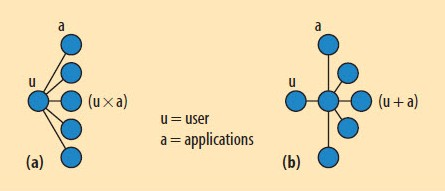 a
u
(u × a)
(a)
u = user
a = applications
a
u
(u + a)
(b)